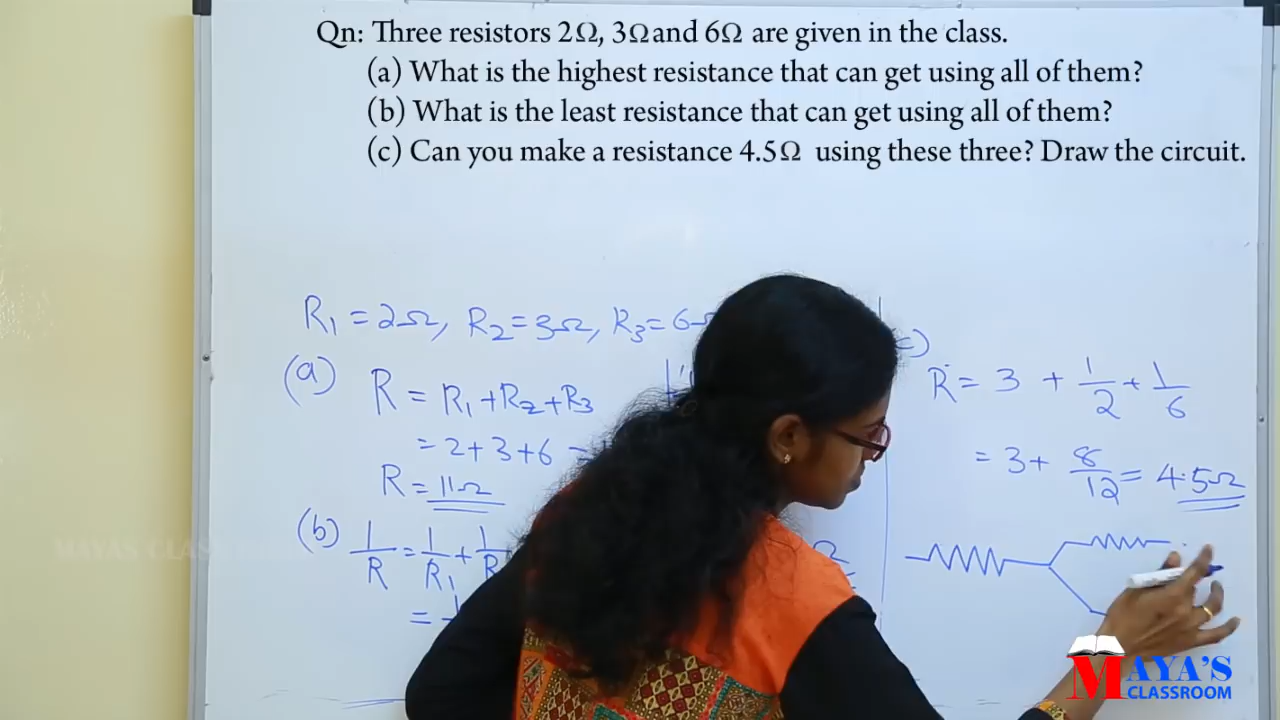 Qn: Three resistors 2Ω, 3Ω and 6Ω are given in the class.
(a) What is the highest resistance that can get using all of them?
(b) What is the least resistance that can get using all of them?
(c) Can you make a resistance 4.5Ω using these three? Draw the circuit.
R₁ = 2Ω, R₂ = 3Ω, R₃ = 6Ω
(a) R = R₁ + R₂ + R₃
= 2 + 3 + 6 =
R = 11Ω
(b) 1/R = 1/R₁ + 1/R
=
Ω
c)
R = 3 + 1/2 + 1/6
= 3 + 8/12 = 4.5Ω
MAYA'S
CLASSROOM